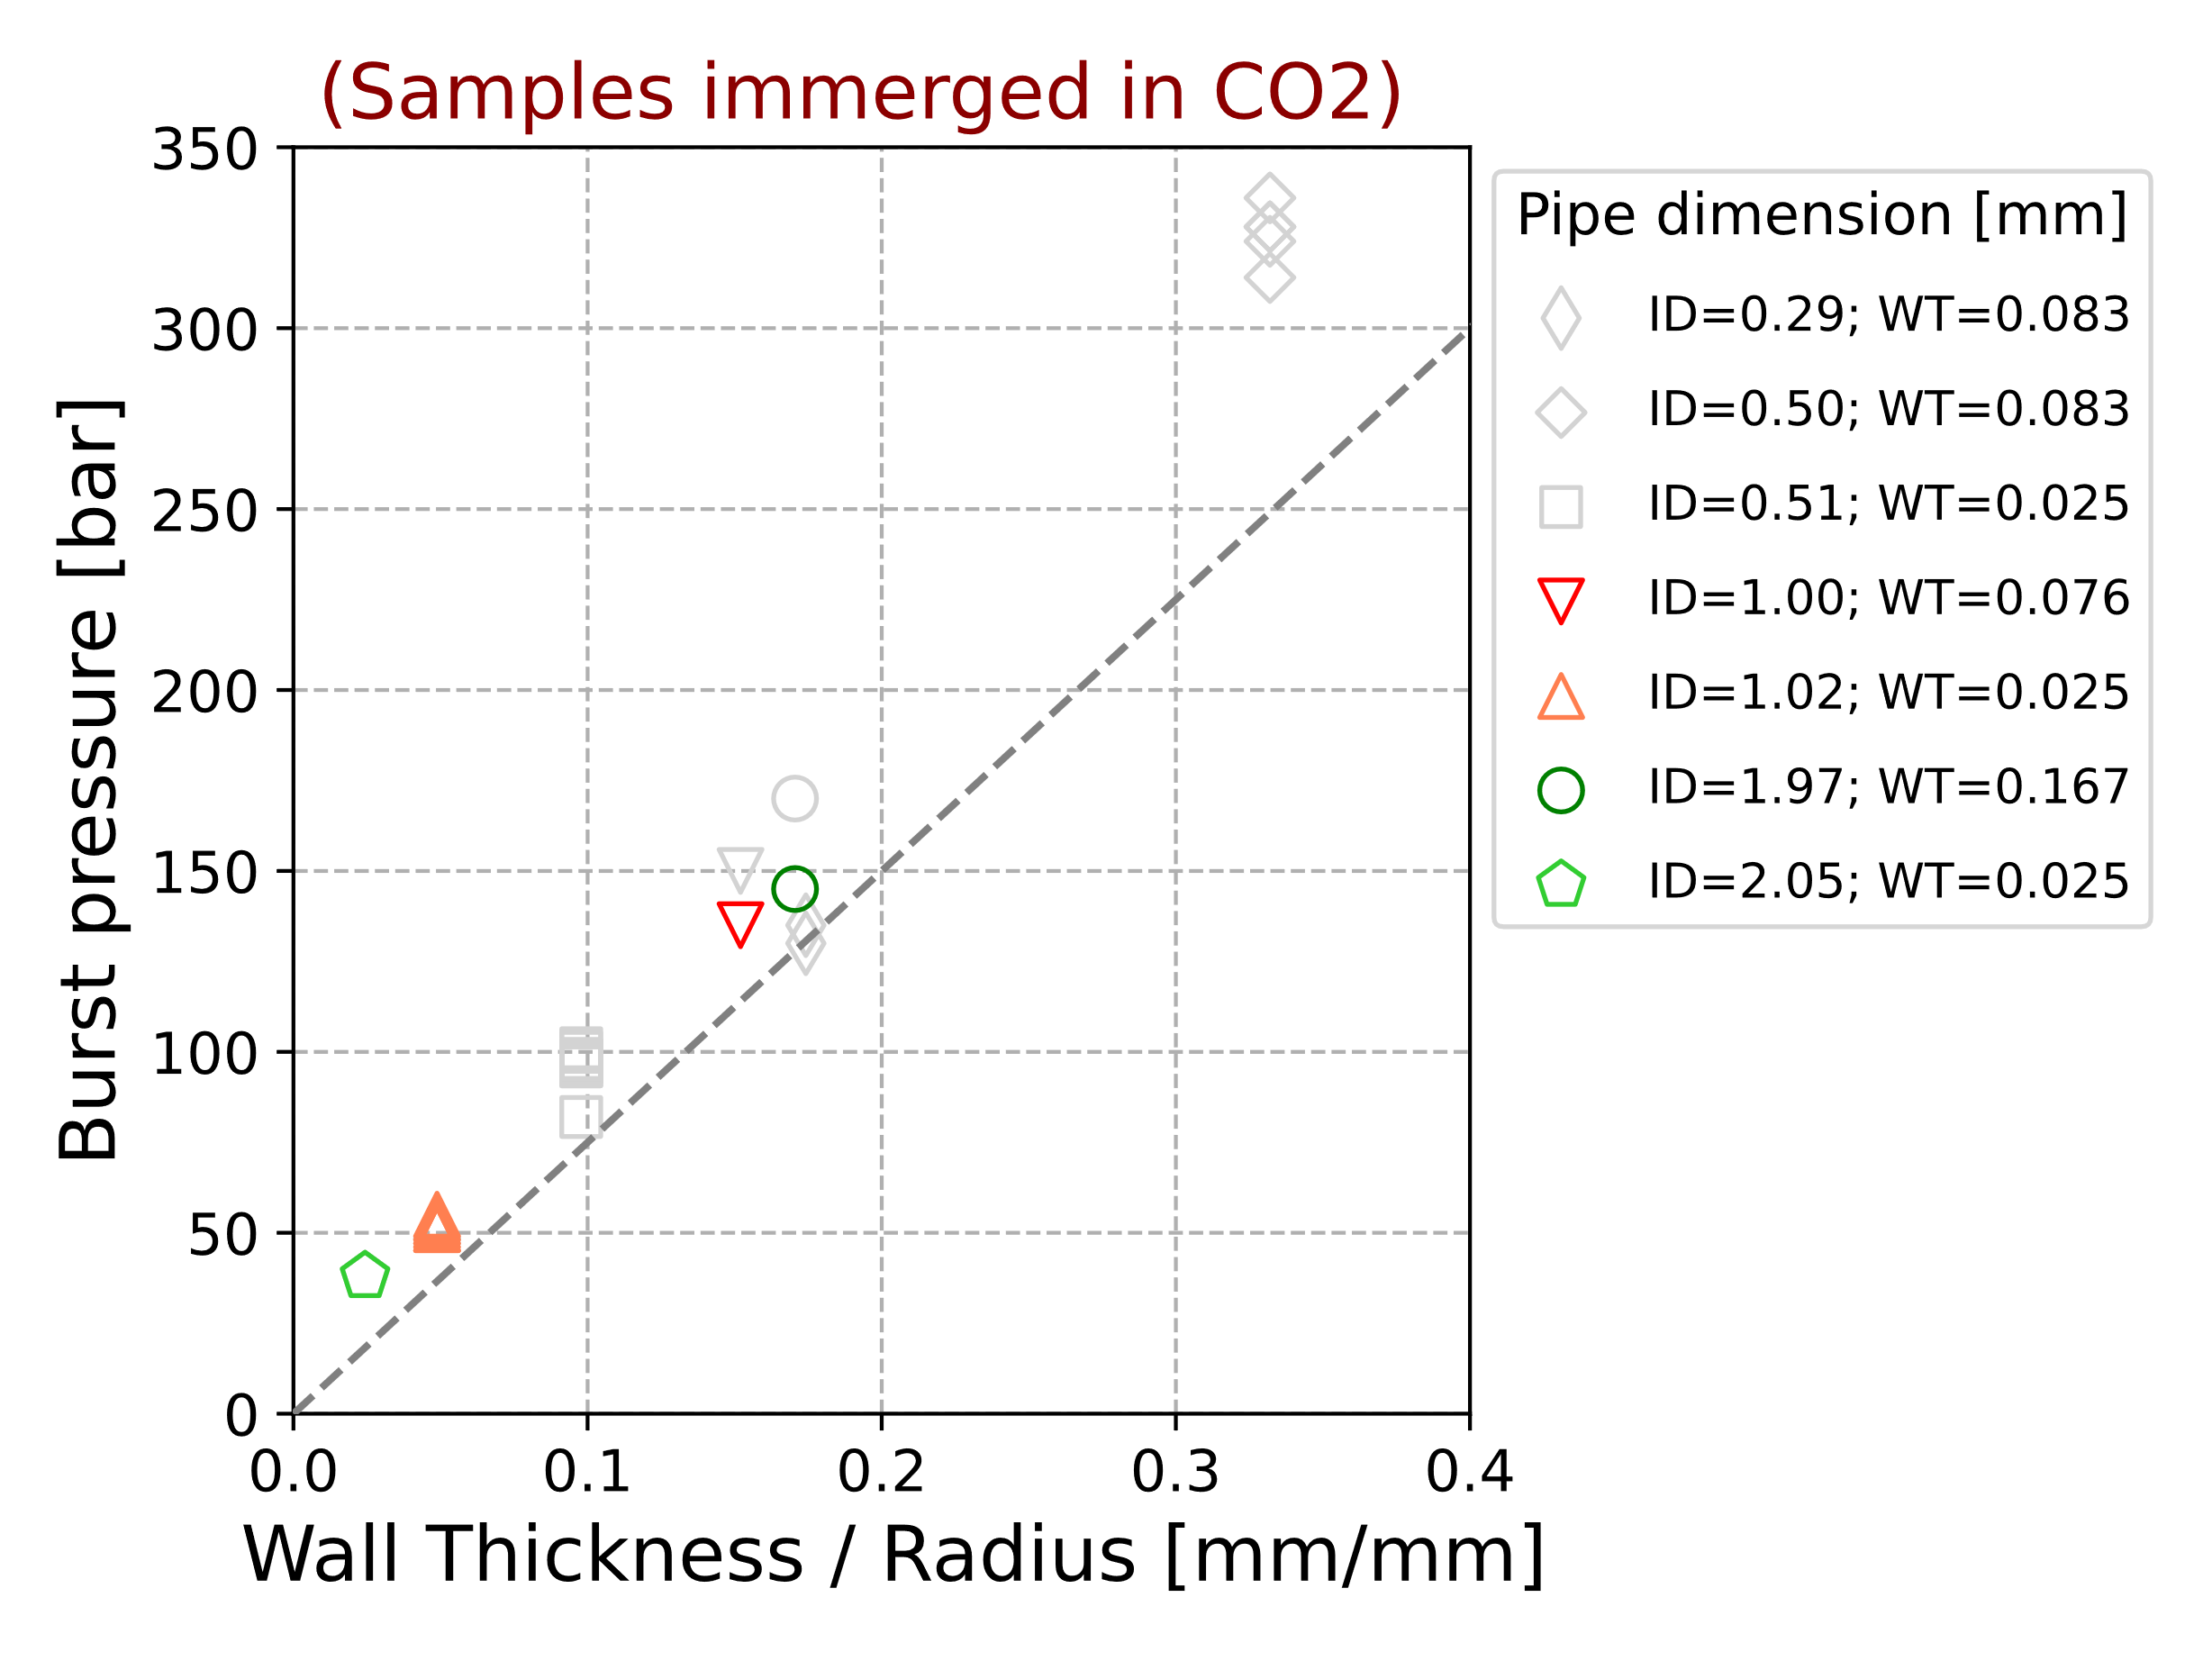 (Samples immerged in CO2)
350
300
250
200
150
100
50
0
Burst pressure [bar]
0.0 0.1 0.2 0.3 0.4
Wall Thickness / Radius [mm/mm]
Pipe dimension [mm]
ID=0.29; WT=0.083
ID=0.50; WT=0.083
ID=0.51; WT=0.025
ID=1.00; WT=0.076
ID=1.02; WT=0.025
ID=1.97; WT=0.167
ID=2.05; WT=0.025